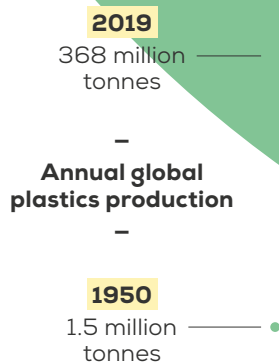 2019
368 million
tonnes
–
Annual global
plastics production
–
1950
1.5 million
tonnes